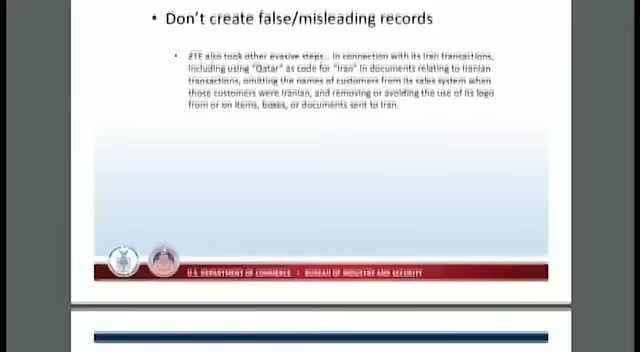 • Don't create false/misleading records
• ZTE also took other evasive steps... in connection with its Iran transactions,
including using "Qatar" as code for "Iran" in documents relating to Iranian
transactions, omitting the names of customers from its sales system when
those customers were Iranian, and removing or avoiding the use of its logo
from or on items, boxes, or documents sent to Iran.
U.S. DEPARTMENT OF COMMERCE • BUREAU OF INDUSTRY AND SECURITY